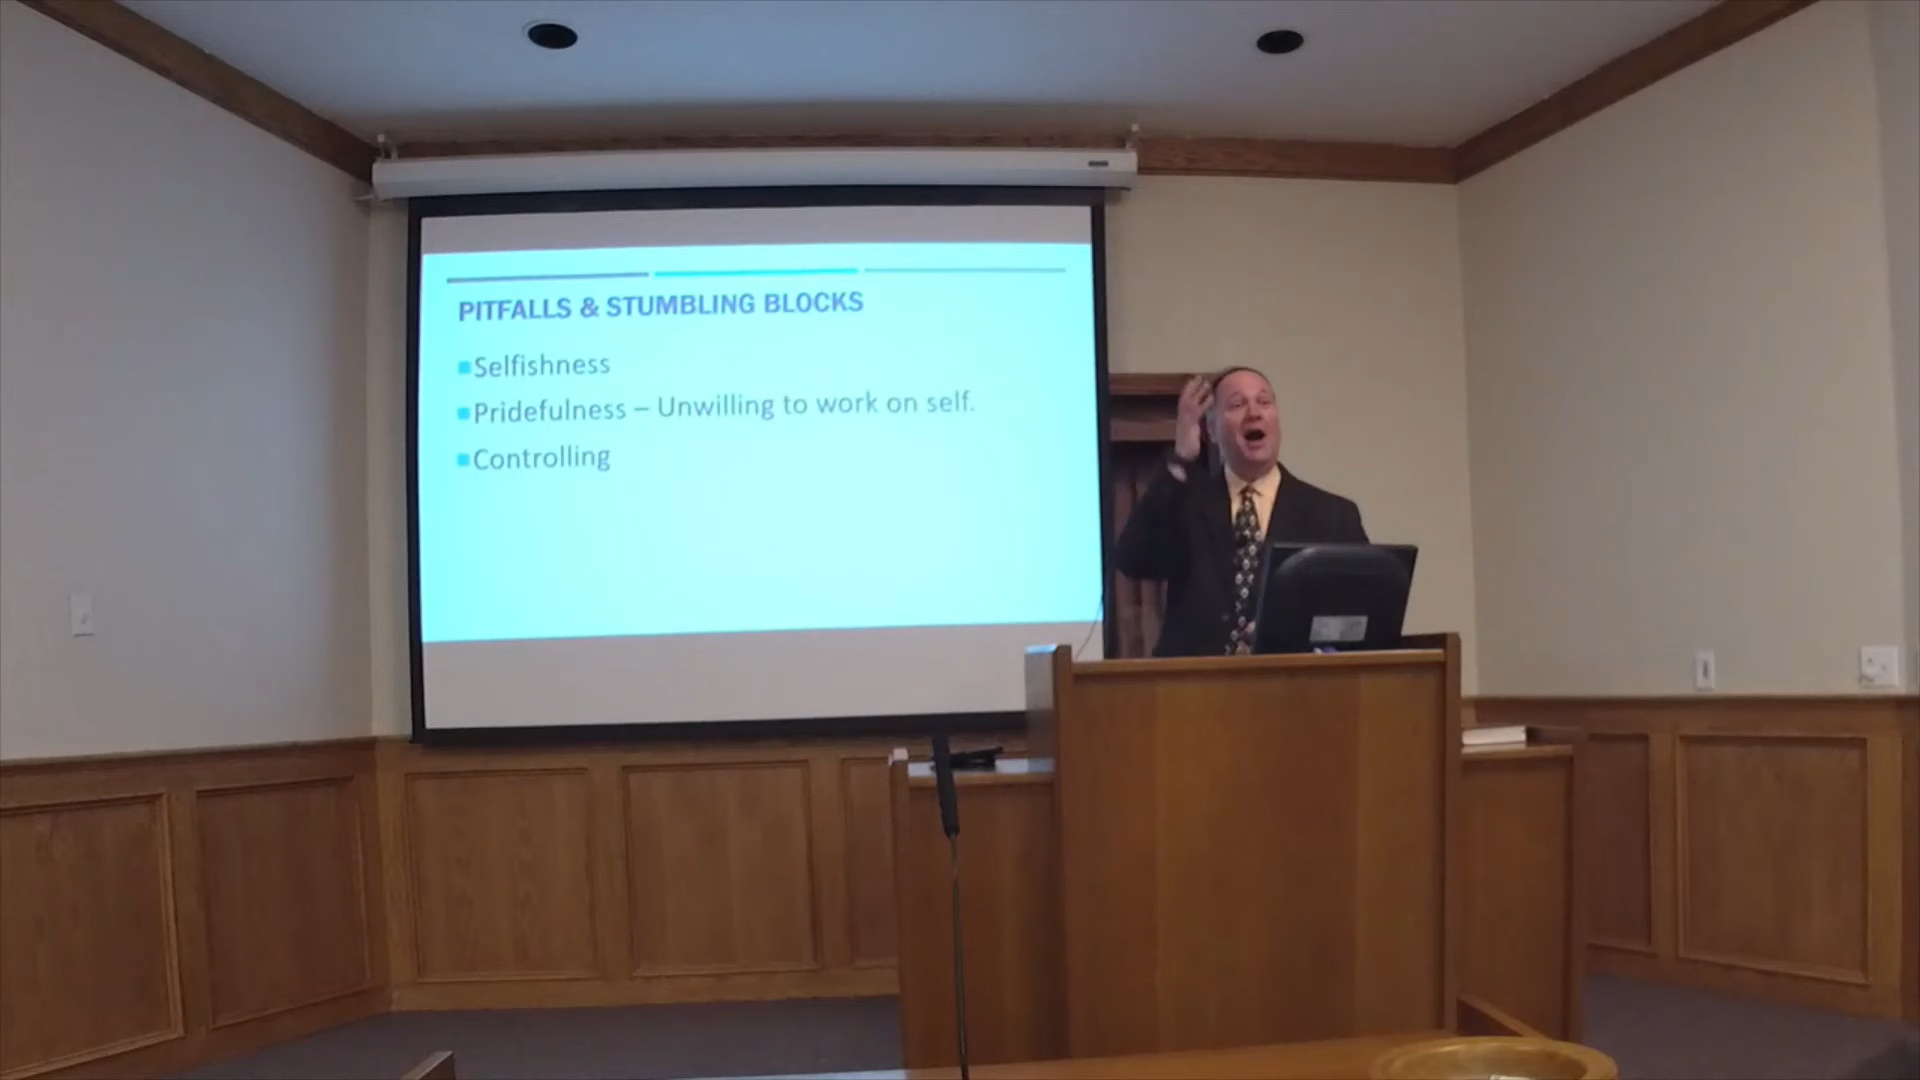 PITFALLS & STUMBLING BLOCKS
Selfishness
Pridefulness – Unwilling to work on self.
Controlling